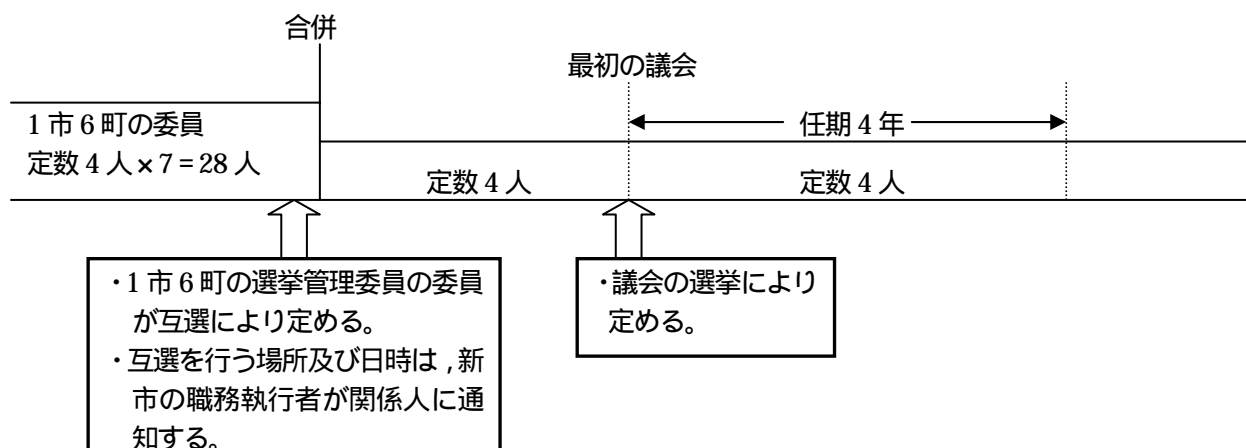 合併
最初の議会
1市6町の委員
定数4人×7=28人
任期4年
定数4人
定数4人
・1市6町の選挙管理委員の委員
が互選により定める。
・互選を行う場所及び日時は,新
市の職務執行者が関係人に通
知する。
・議会の選挙により
定める。